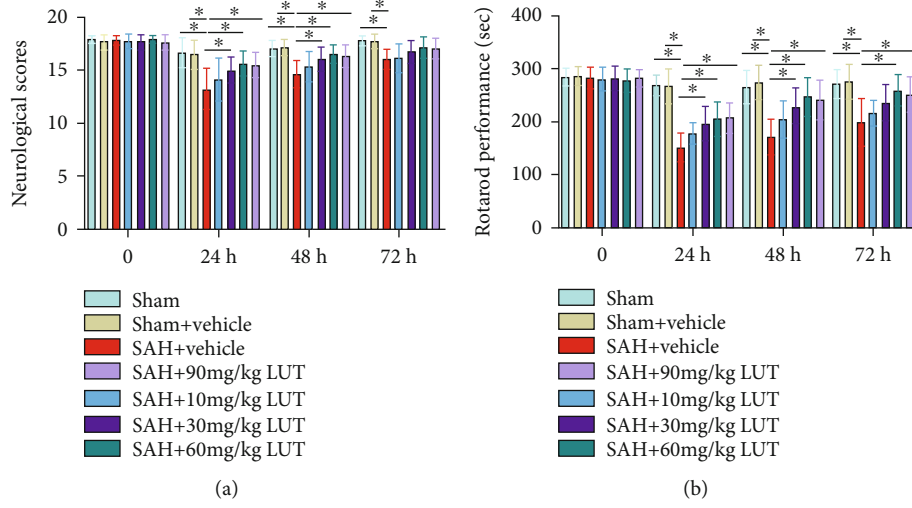 Neurological scores
20
15
10
5
0
* * * *
* * *
*
* * *
* *
*
*
*
0 24 h 48 h 72 h
Sham
Sham+vehicle
SAH+vehicle
SAH+90mg/kg LUT
SAH+10mg/kg LUT
SAH+30mg/kg LUT
SAH+60mg/kg LUT
(a)
Rotarod performance (sec)
400
300
200
100
0
*
* *
*
*
*
* *
*
*
*
* *
*
0 24 h 48 h 72 h
Sham
Sham+vehicle
SAH+vehicle
SAH+90mg/kg LUT
SAH+10mg/kg LUT
SAH+30mg/kg LUT
SAH+60mg/kg LUT
(b)